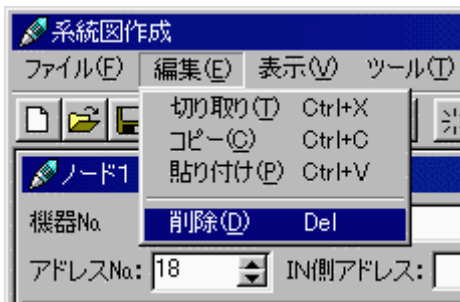 系統図作成
ファイル(F) 編集(E) 表示(V) ツール(T)
切り取り(T) Ctrl+X
コピー(C) Ctrl+C
貼り付け(P) Ctrl+V
ノード1
削除(D) Del
機器No.
アドレスNo.: 18 IN側アドレス: